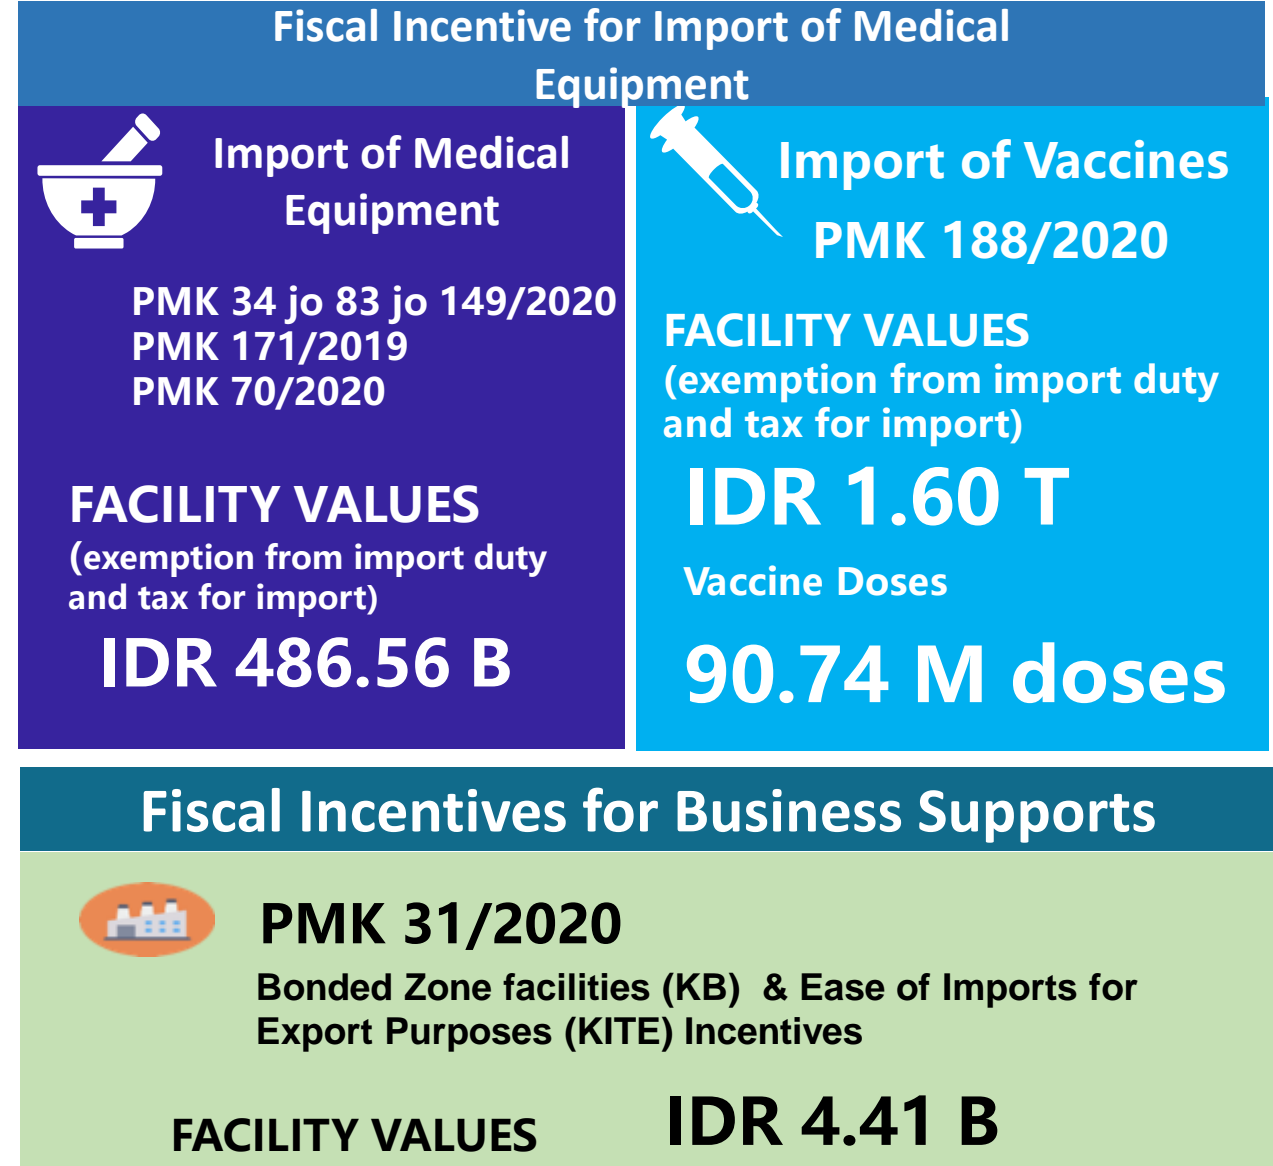 Fiscal Incentive for Import of Medical
Equipment
Import of Medical
Equipment
PMK 34 jo 83 jo 149/2020
PMK 171/2019
PMK 70/2020
FACILITY VALUES
(exemption from import duty
and tax for import)
IDR 486.56 B
Import of Vaccines
PMK 188/2020
FACILITY VALUES
(exemption from import duty
and tax for import)
IDR 1.60 T
Vaccine Doses
90.74 M doses
Fiscal Incentives for Business Supports
PMK 31/2020
Bonded Zone facilities (KB)  & Ease of Imports for
Export Purposes (KITE) Incentives
FACILITY VALUES IDR 4.41 B